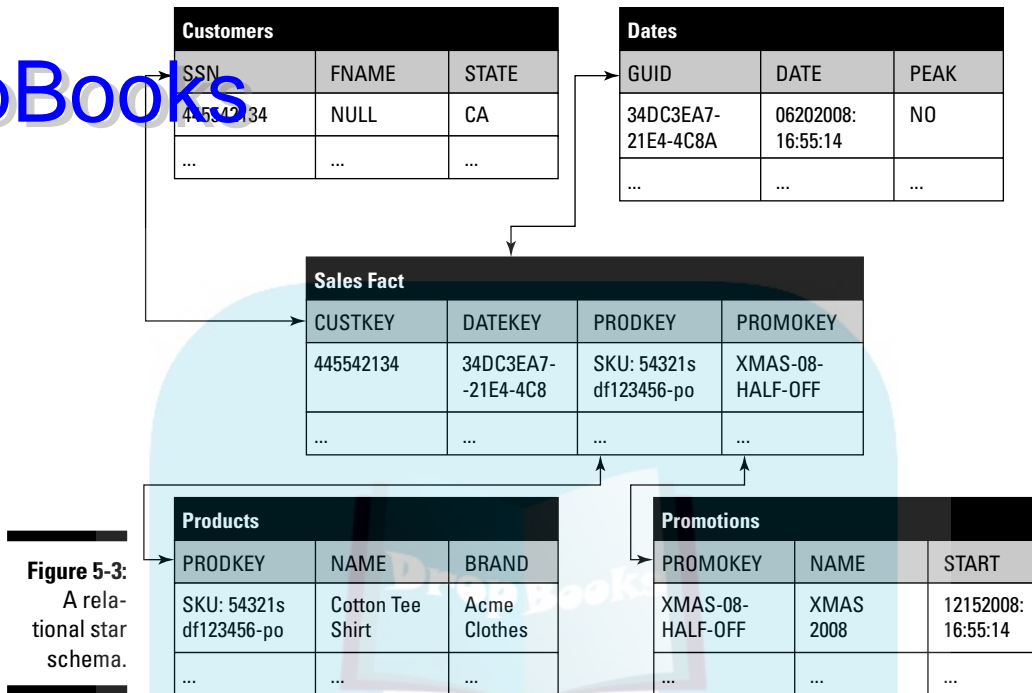 Customers
SSN FNAME STATE
445542134 NULL CA
... ... ...
Dates
GUID DATE PEAK
34DC3EA7- 06202008: NO
21E4-4C8A 16:55:14
... ... ...
Sales Fact
CUSTKEY DATEKEY PRODKEY PROMOKEY
445542134 34DC3EA7- SKU: 54321s XMAS-08-
-21E4-4C8 df123456-po HALF-OFF
... ... ... ...
Products
PRODKEY NAME BRAND
SKU: 54321s Cotton Tee Acme
df123456-po Shirt Clothes
... ... ...
Promotions
PROMOKEY NAME START
XMAS-08- XMAS 12152008:
HALF-OFF 2008 16:55:14
... ... ...
Figure 5-3:
A rela-
tional star
schema.
pBooks
DropBooks